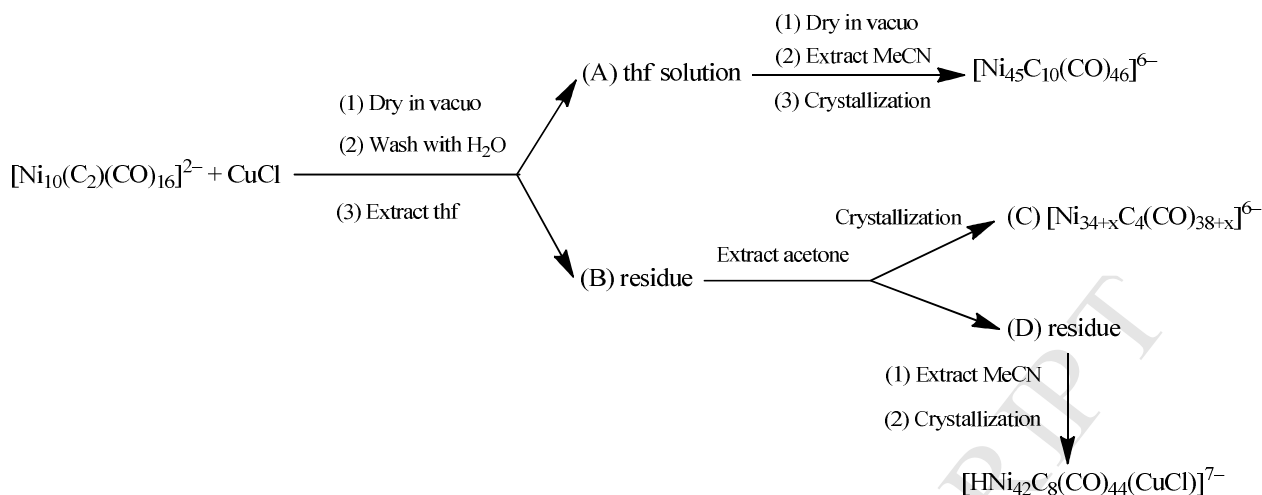 (1) Dry in vacuo
(2) Extract MeCN
(3) Crystallization
(A) thf solution
[Ni₄₅C₁₀(CO)₄₆]⁶⁻
(1) Dry in vacuo
(2) Wash with H₂O
(3) Extract thf
[Ni₁₀(C₂)(CO)₁₆]²⁻ + CuCl
Crystallization
(C) [Ni₃₄₊ₓC₄(CO)₃₈₊ₓ]⁶⁻
Extract acetone
(B) residue
(D) residue
(1) Extract MeCN
(2) Crystallization
[HNi₄₂C₈(CO)₄₄(CuCl)]⁷⁻
RIPT